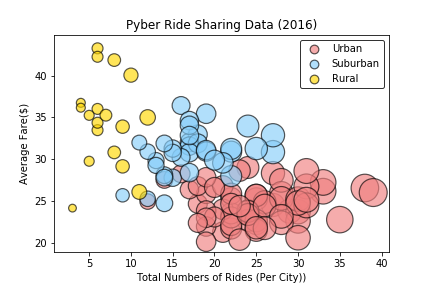 Pyber Ride Sharing Data (2016)
Urban
Suburban
Rural
40
35
30
25
20
Average Fare($)
5 10 15 20 25 30 35 40
Total Numbers of Rides (Per City))